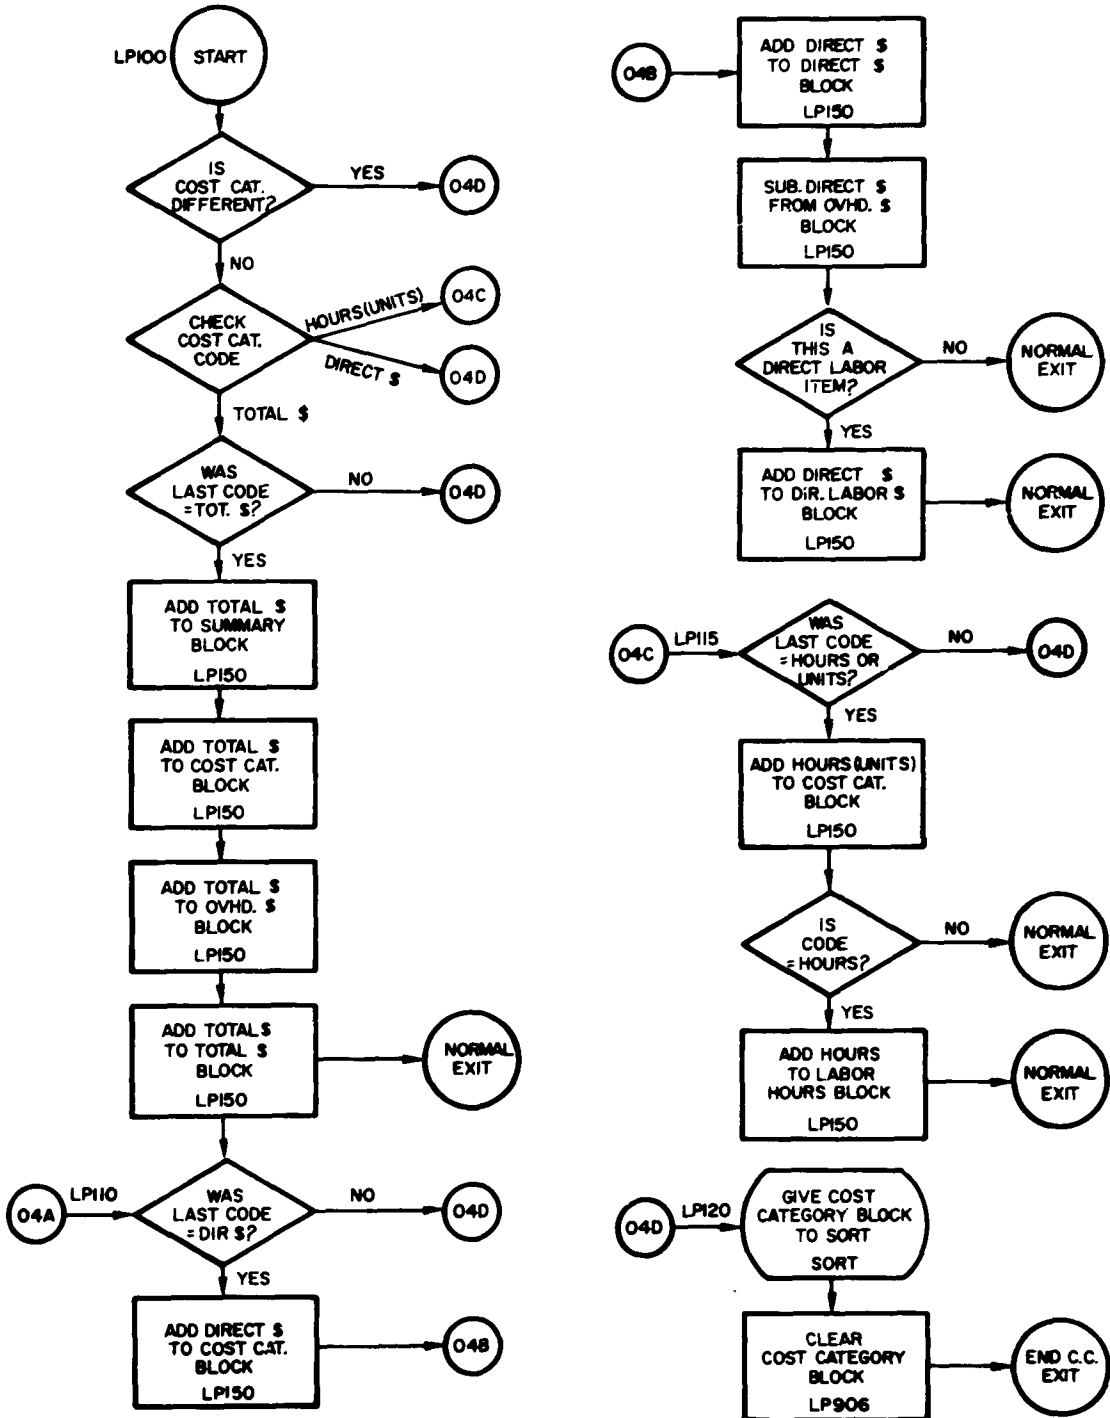 LP100
START
IS
COST CAT.
DIFFERENT?
YES
04D
NO
CHECK
COST CAT.
CODE
HOURS(UNITS)
04C
DIRECT $
04D
TOTAL $
WAS
LAST CODE
=TOT. $?
NO
04D
YES
ADD TOTAL $
TO SUMMARY
BLOCK
LP150
ADD TOTAL $
TO COST CAT.
BLOCK
LP150
ADD TOTAL $
TO OVHD. $
BLOCK
LP150
ADD TOTAL $
TO TOTAL $
BLOCK
LP150
NORMAL
EXIT
04A
LP110
WAS
LAST CODE
=DIR $?
NO
04D
YES
ADD DIRECT $
TO COST CAT.
BLOCK
LP150
04B
04B
ADD DIRECT $
TO DIRECT $
BLOCK
LP150
SUB. DIRECT $
FROM OVHD. $
BLOCK
LP150
IS
THIS A
DIRECT LABOR
ITEM?
NO
NORMAL
EXIT
YES
ADD DIRECT $
TO DIR. LABOR $
BLOCK
LP150
NORMAL
EXIT
04C
LP115
WAS
LAST CODE
=HOURS OR
UNITS?
NO
04D
YES
ADD HOURS(UNITS)
TO COST CAT.
BLOCK
LP150
IS
CODE
=HOURS?
NO
NORMAL
EXIT
YES
ADD HOURS
TO LABOR
HOURS BLOCK
LP150
NORMAL
EXIT
04D
LP120
GIVE COST
CATEGORY BLOCK
TO SORT
SORT
CLEAR
COST CATEGORY
BLOCK
LP906
END C.C.
EXIT